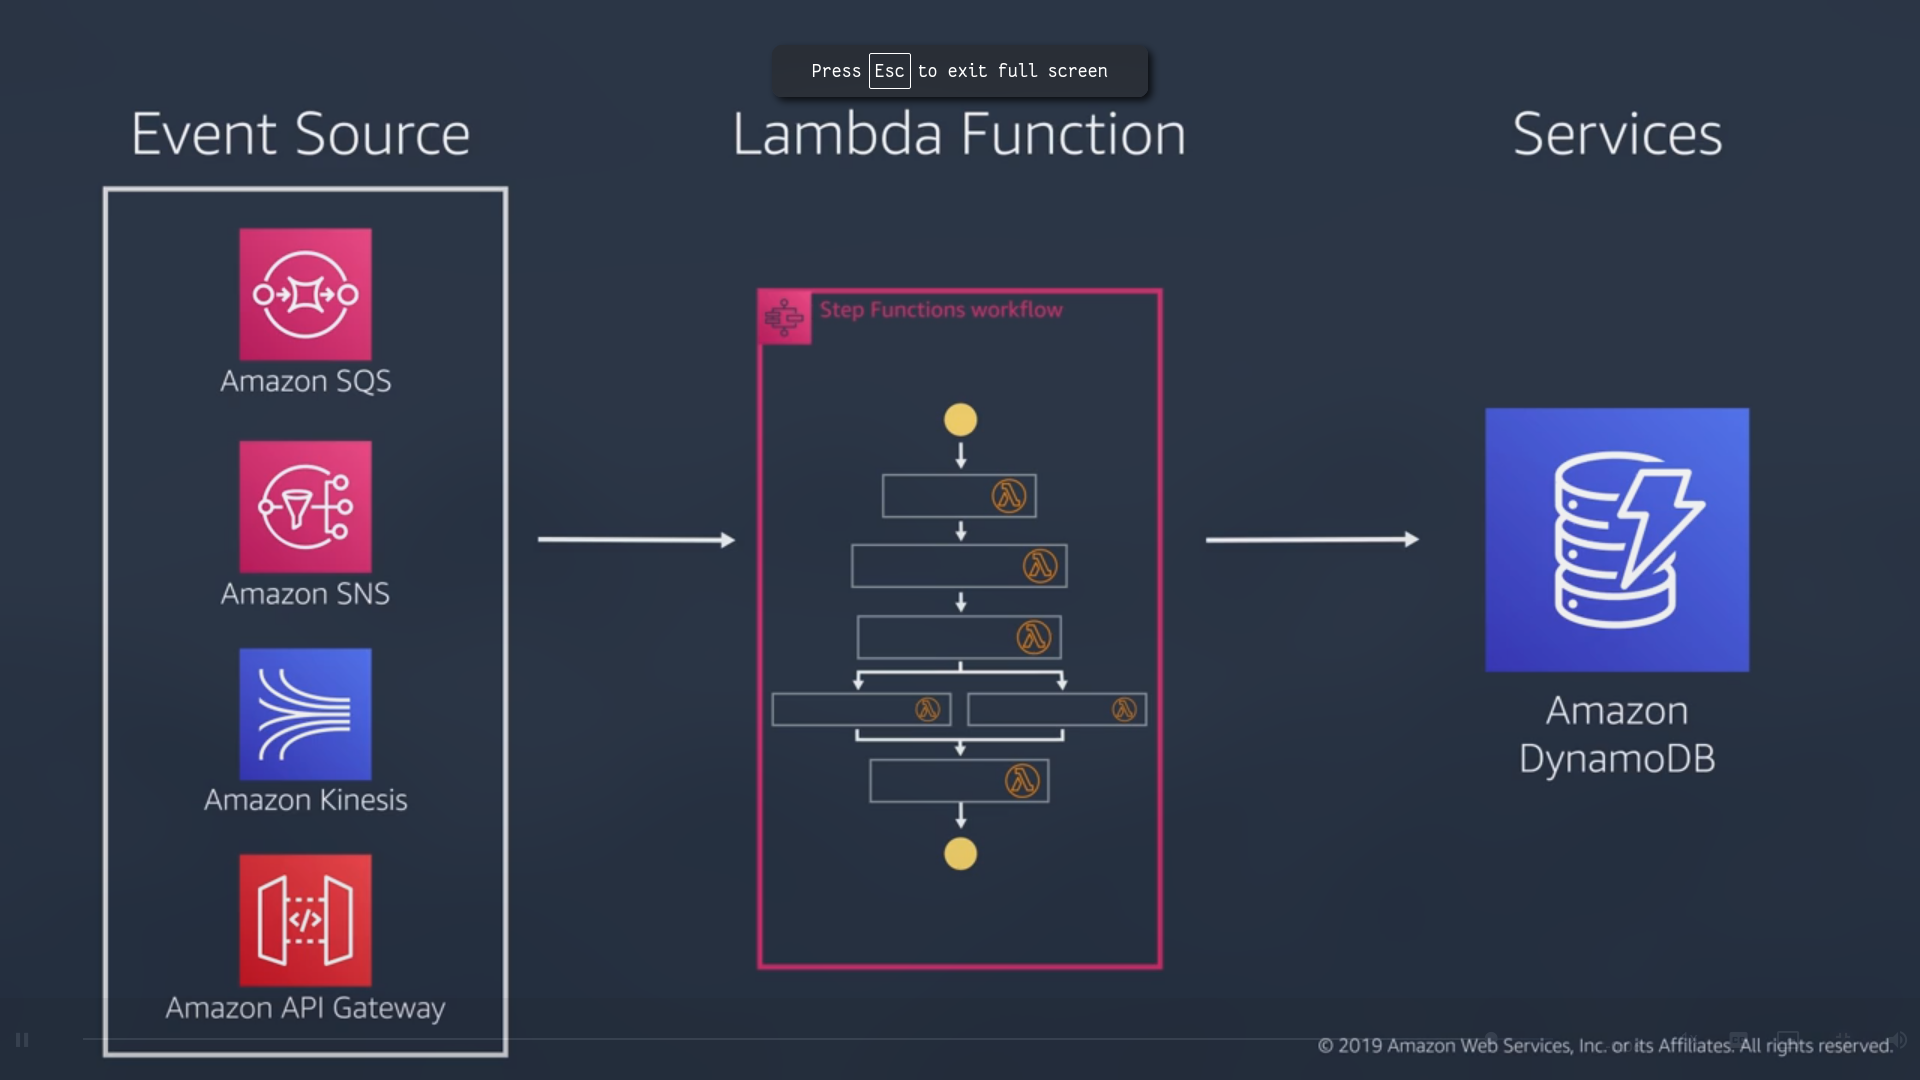 Press Esc to exit full screen
Event Source
Lambda Function
Services
Amazon SQS
Amazon SNS
Amazon Kinesis
Amazon API Gateway
Step Functions workflow
Amazon
DynamoDB
© 2019 Amazon Web Services, Inc. or its Affiliates. All rights reserved.